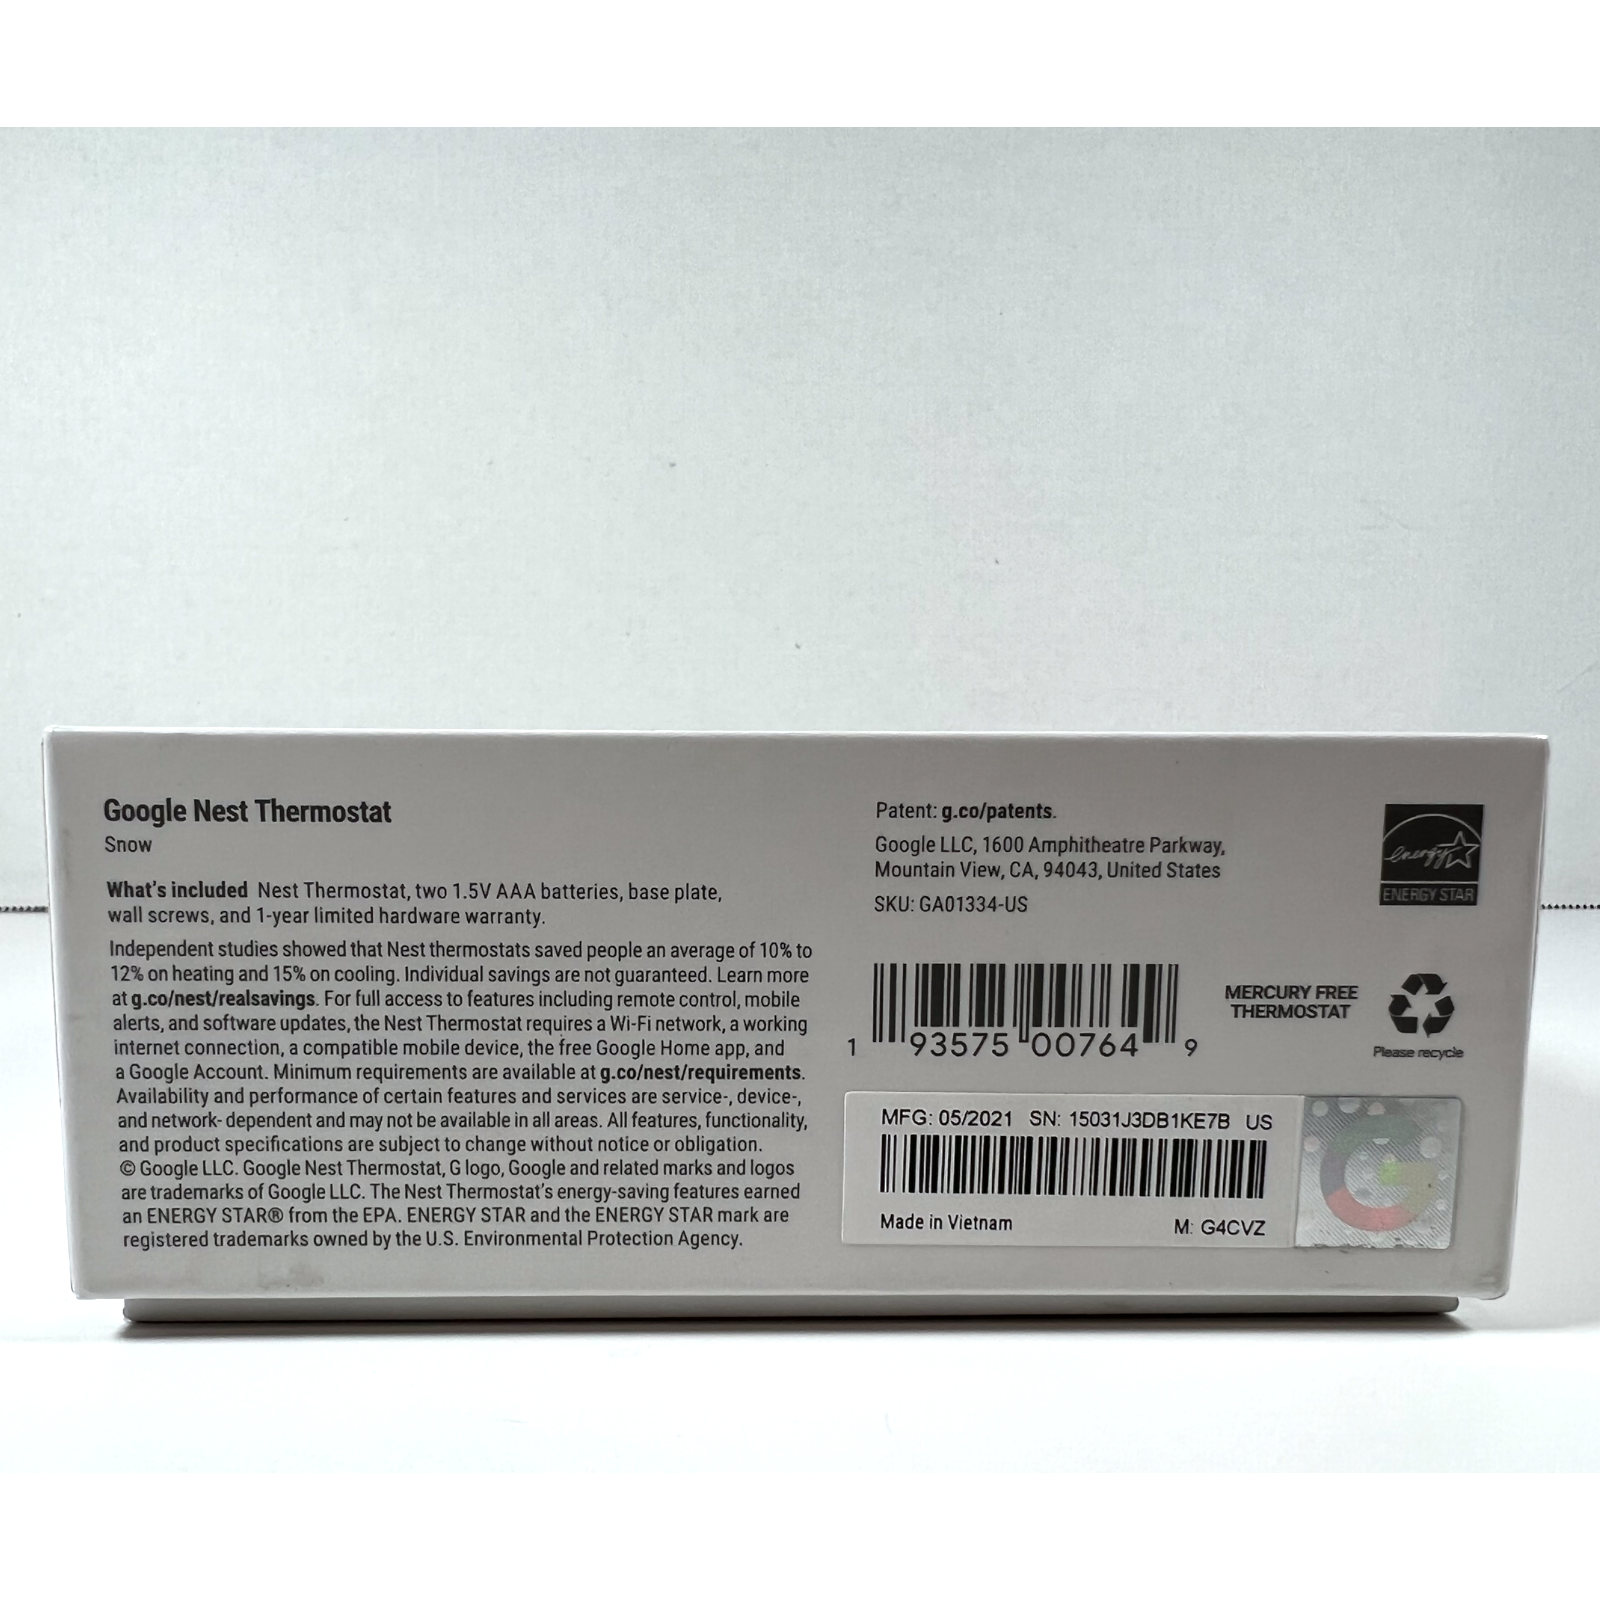 Google Nest Thermostat
Snow
What's included Nest Thermostat, two 1.5V AAA batteries, base plate,
wall screws, and 1-year limited hardware warranty.
Independent studies showed that Nest thermostats saved people an average of 10% to
12% on heating and 15% on cooling. Individual savings are not guaranteed. Learn more
at g.co/nest/realsavings. For full access to features including remote control, mobile
alerts, and software updates, the Nest Thermostat requires a Wi-Fi network, a working
internet connection, a compatible mobile device, the free Google Home app, and
a Google Account. Minimum requirements are available at g.co/nest/requirements.
Availability and performance of certain features and services are service-, device-,
and network- dependent and may not be available in all areas. All features, functionality,
and product specifications are subject to change without notice or obligation.
© Google LLC. Google Nest Thermostat, G logo, Google and related marks and logos
are trademarks of Google LLC. The Nest Thermostat's energy-saving features earned
an ENERGY STAR® from the EPA. ENERGY STAR and the ENERGY STAR mark are
registered trademarks owned by the U.S. Environmental Protection Agency.
Patent: g.co/patents.
Google LLC, 1600 Amphitheatre Parkway,
Mountain View, CA, 94043, United States
SKU: GA01334-US
energy
ENERGY STAR
1 93575 00764 9
MERCURY FREE
THERMOSTAT
Please recycle
MFG: 05/2021 SN: 15031J3DB1KE7B US
Made in Vietnam M: G4CVZ
G